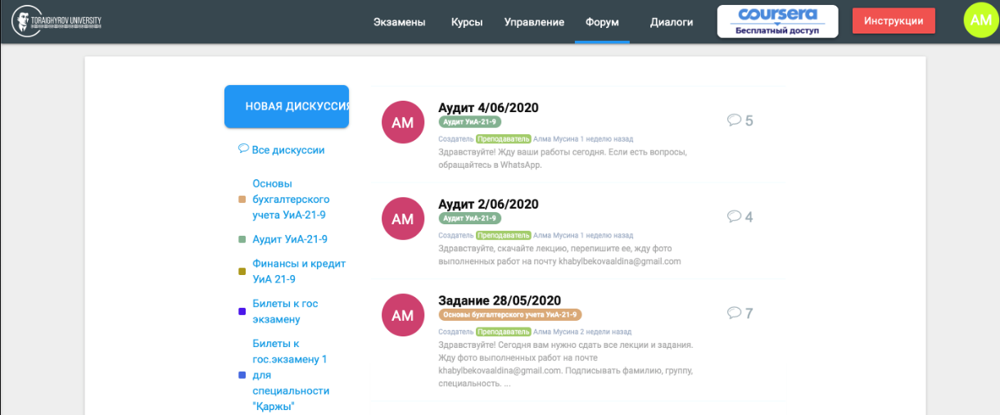 TORAIGHYROV UNIVERSITY
Экзамены Курсы Управление Форум Диалоги
coursera
Бесплатный доступ
Инструкции
AM
НОВАЯ ДИСКУССИЯ
Все дискуссии
Основы
бухгалтерского
учета УиА-21-9
Аудит УиА-21-9
Финансы и кредит
УиА 21-9
Билеты к гос
экзамену
Билеты к
гос.экзамену 1
для
специальности
"Қаржы"
AM
Аудит 4/06/2020
Аудит УиА-21-9
Создатель Преподаватель Алма Мусина 1 неделю назад
Здравствуйте! Жду ваши работы сегодня. Если есть вопросы,
обращайтесь в WhatsApp.
5
AM
Аудит 2/06/2020
Аудит УиА-21-9
Создатель Преподаватель Алма Мусина 1 неделю назад
Здравствуйте, скачайте лекцию, перепишите ее, жду фото
выполненных работ на почту khabylbekovaaldina@gmail.com
4
AM
Задание 28/05/2020
Основы бухгалтерского учета УиА-21-9
Создатель Преподаватель Алма Мусина 2 недели назад
Здравствуйте! Сегодня вам нужно сдать все лекции и задания.
Жду фото выполненных работ на почте
khabylbekovaaldina@gmail.com. Подписывать фамилию, группу,
специальность. ...
7